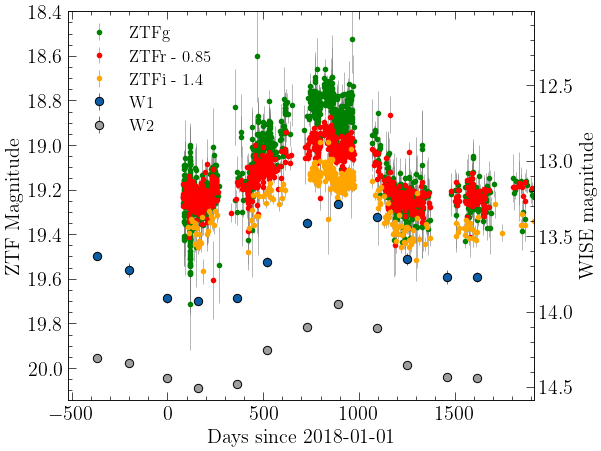 ZTFg
ZTFr - 0.85
ZTFi - 1.4
W1
W2
18.4
18.6
18.8
19.0
19.2
19.4
19.6
19.8
20.0
ZTF Magnitude
12.5
13.0
13.5
14.0
14.5
WISE magnitude
−500
0
500
1000
1500
Days since 2018-01-01